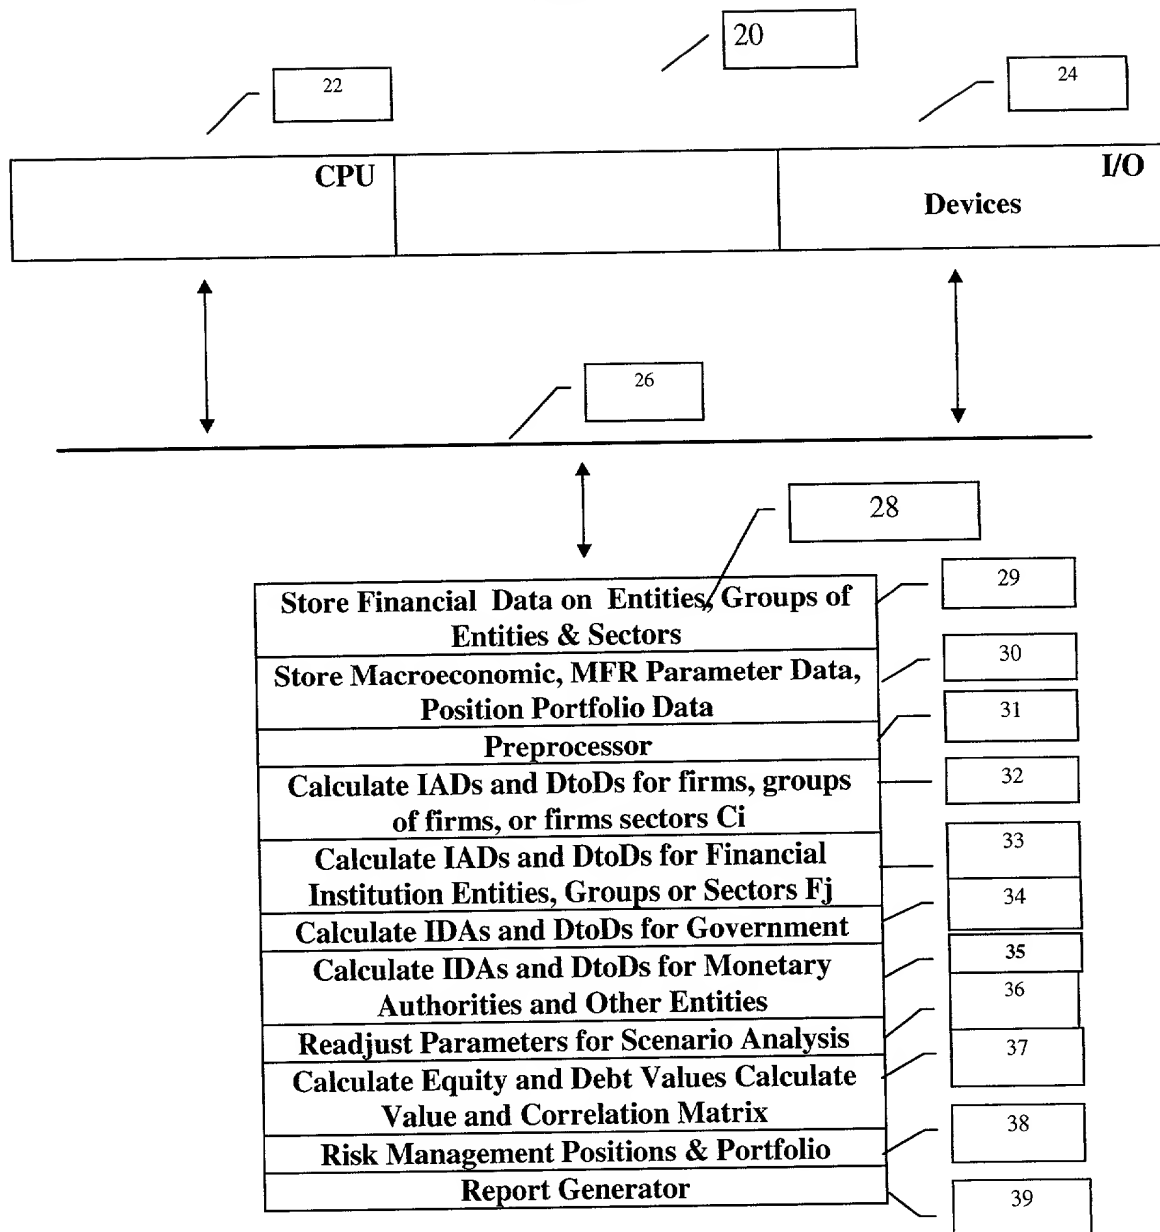 20
22
24
CPU
I/O
Devices
26
28
Store Financial Data on Entities, Groups of
Entities & Sectors
29
Store Macroeconomic, MFR Parameter Data,
Position Portfolio Data
30
Preprocessor
31
Calculate IADs and DtoDs for firms, groups
of firms, or firms sectors Ci
32
Calculate IADs and DtoDs for Financial
Institution Entities, Groups or Sectors Fj
33
Calculate IDAs and DtoDs for Government
34
Calculate IDAs and DtoDs for Monetary
Authorities and Other Entities
35
Readjust Parameters for Scenario Analysis
36
Calculate Equity and Debt Values Calculate
Value and Correlation Matrix
37
Risk Management Positions & Portfolio
38
Report Generator
39